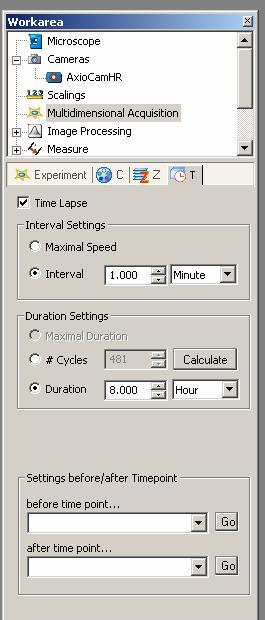 Workarea
Microscope
Cameras
AxioCamHR
1.23 Scalings
Multidimensional Acquisition
Image Processing
Measure
Experiment C Z T
Time Lapse
Interval Settings
Maximal Speed
Interval 1.000 Minute
Duration Settings
Maximal Duration
# Cycles 481 Calculate
Duration 8.000 Hour
Settings before/after Timepoint
before time point...
Go
after time point...
Go